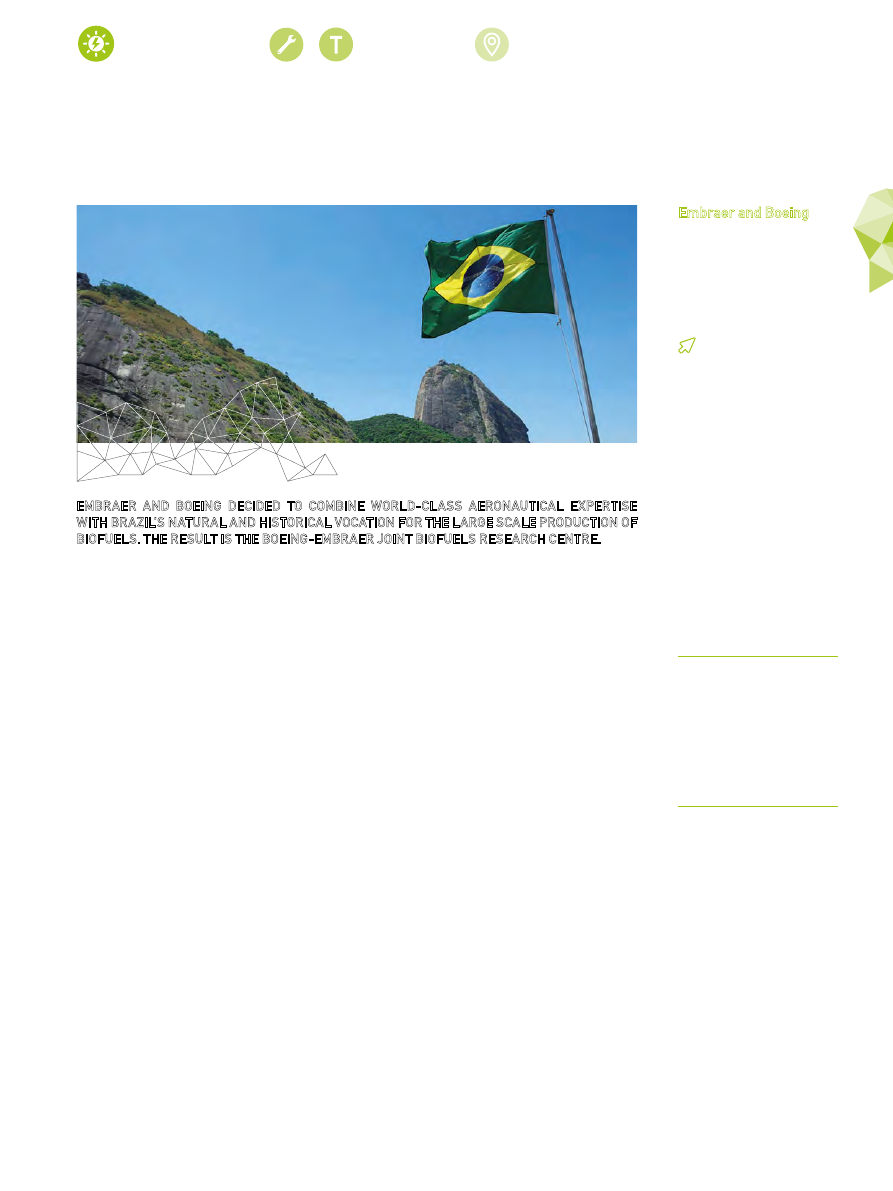 T
Embraer and Boeing
EMBRAER AND BOEING DECIDED TO COMBINE WORLD-CLASS AERONAUTICAL EXPERTISE
WITH BRAZIL'S NATURAL AND HISTORICAL VOCATION FOR THE LARGE SCALE PRODUCTION OF
BIOFUELS. THE RESULT IS THE BOEING-EMBRAER JOINT BIOFUELS RESEARCH CENTRE.